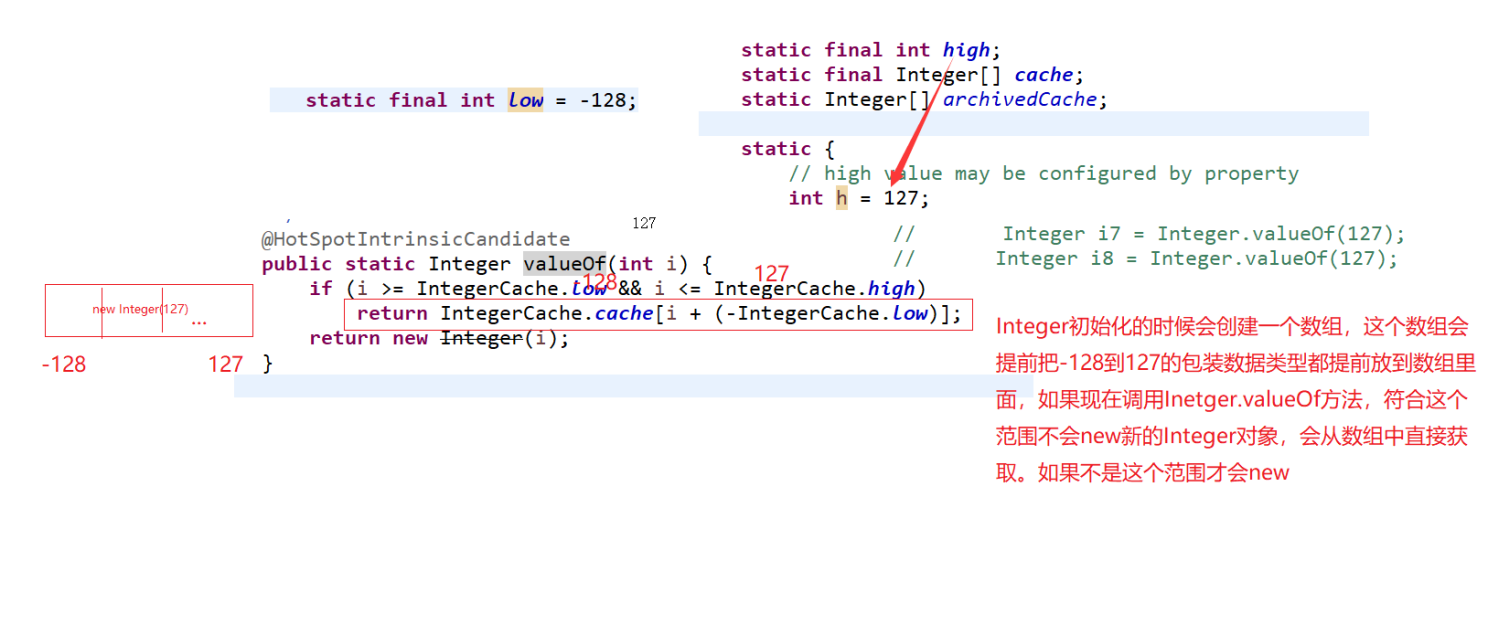 static final int high;
static final Integer[] cache;
static Integer[] archivedCache;
static final int low = -128;
static {
// high value may be configured by property
int h = 127;
127
@HotSpotIntrinsicCandidate
public static Integer valueOf(int i) {
-128
127
if (i >= IntegerCache.low && i <= IntegerCache.high)
return IntegerCache.cache[i + (-IntegerCache.low)];
return new Integer(i);
}
// Integer i7 = Integer.valueOf(127);
// Integer i8 = Integer.valueOf(127);
new Integer(127)
...
-128
127
Integer初始化的时候会创建一个数组，这个数组会
提前把-128到127的包装数据类型都提前放到数组里
面，如果现在调用Inetger.valueOf方法，符合这个
范围不会new新的Integer对象，会从数组中直接获
取。如果不是这个范围才会new